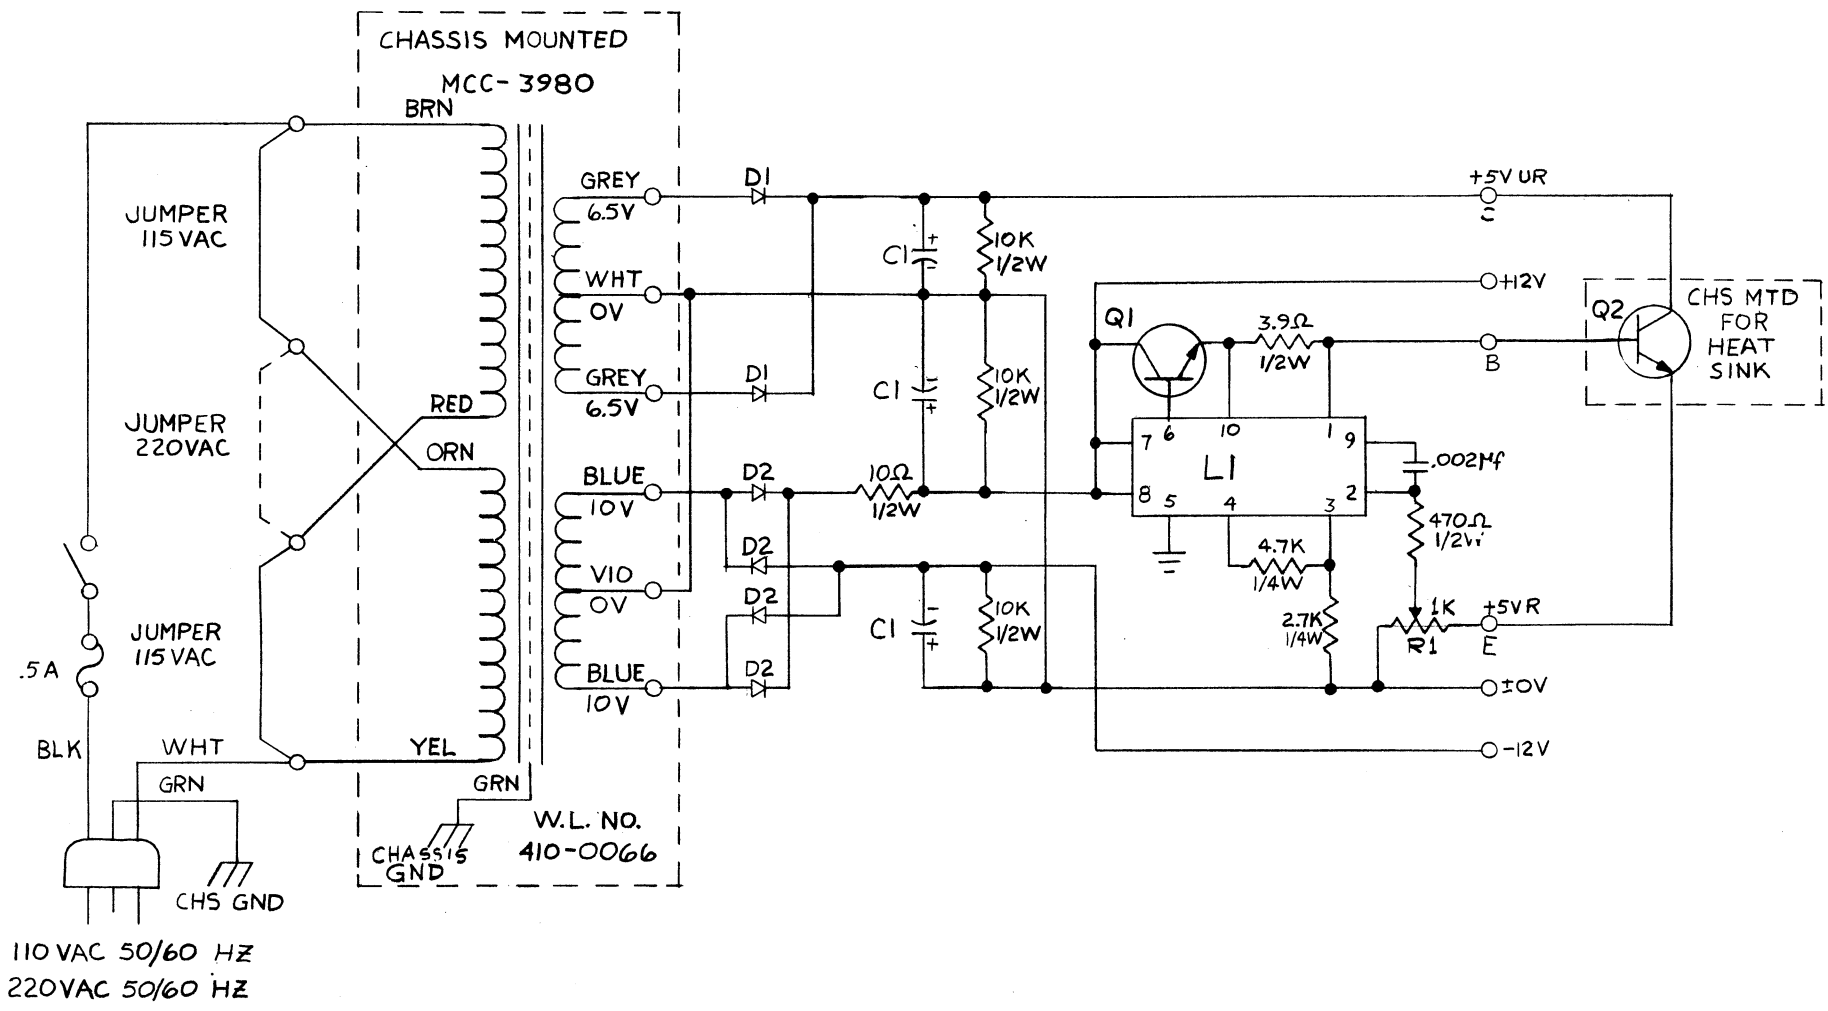 CHASSIS MOUNTED
MCC-3980
BRN
JUMPER
115VAC
JUMPER
220VAC
JUMPER
115VAC
RED
ORN
YEL
GRN
CHASSIS
GND
W.L. NO.
410-0066
.5A
BLK
WHT
GRN
CHS GND
110 VAC 50/60 HZ
220VAC 50/60 HZ
GREY
6.5V
WHT
0V
GREY
6.5V
BLUE
10V
VIO
0V
BLUE
10V
D1
D1
D2
D2
D2
D2
10Ω
1/2W
C1
+
-
10K
1/2W
C1
-
+
10K
1/2W
C1
-
+
10K
1/2W
Q1
3.9Ω
1/2W
7
6
10
1
9
L1
8
5
4
3
2
.002Mf
470Ω
1/2W
4.7K
1/4W
2.7K
1/4W
1K
R1
+5V UR
C
+12V
B
+5VR
E
±0V
-12V
Q2
CHS MTD
FOR
HEAT
SINK